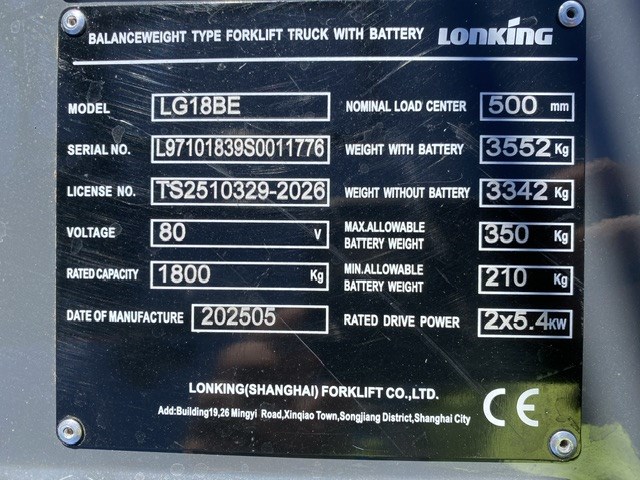 BALANCEWEIGHT TYPE FORKLIFT TRUCK WITH BATTERY LONKING
MODEL LG18BE NOMINAL LOAD CENTER 500 mm
SERIAL NO. L97101839S0011776 WEIGHT WITH BATTERY 3552 Kg
LICENSE NO. TS2510329-2026 WEIGHT WITHOUT BATTERY 3342 Kg
VOLTAGE 80 V MAX.ALLOWABLE BATTERY WEIGHT 350 Kg
RATED CAPACITY 1800 Kg MIN.ALLOWABLE BATTERY WEIGHT 210 Kg
DATE OF MANUFACTURE 202505 RATED DRIVE POWER 2x5.4KW
LONKING(SHANGHAI) FORKLIFT CO.,LTD.
Add:Building19,26 Mingyi Road,Xinqiao Town,Songjiang District,Shanghai City
CE